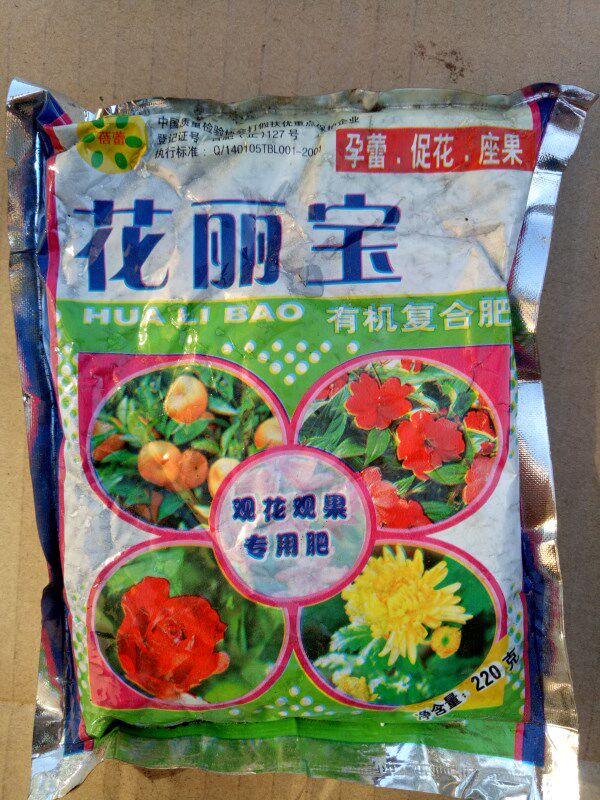 蓓蕾
中国质量检验
打假扶优重点保护企业
登记证号
127号
执行标准：Q/140105TBL001-2001
孕蕾．促花．座果
花丽宝
HUA LI BAO
有机复合肥
观花观果
专用肥
净含量：220克